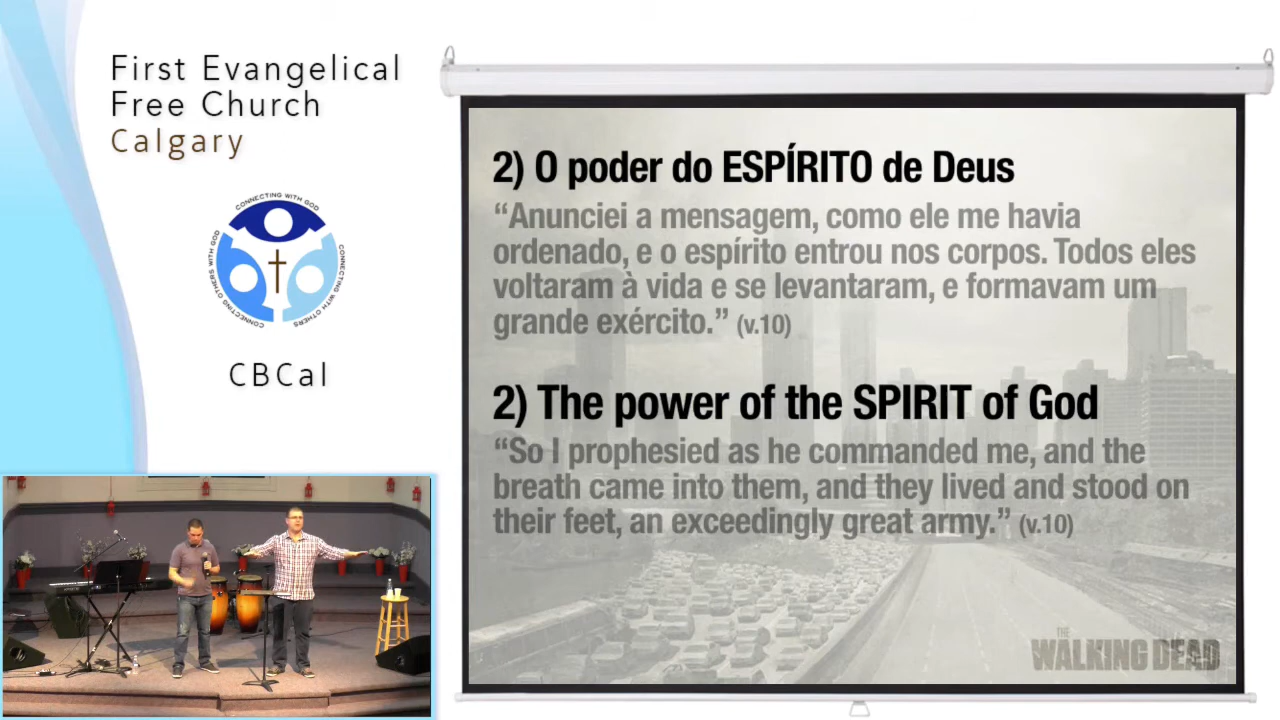 First Evangelical
Free Church
Calgary
CONNECTING WITH GOD
CONNECTING WITH OTHERS
CONNECTING OTHERS WITH GOD
CBCal
2) O poder do ESPÍRITO de Deus
“Anunciei a mensagem, como ele me havia
ordenado, e o espírito entrou nos corpos. Todos eles
voltaram à vida e se levantaram, e formavam um
grande exército.” (v.10)
2) The power of the SPIRIT of God
“So I prophesied as he commanded me, and the
breath came into them, and they lived and stood on
their feet, an exceedingly great army.” (v.10)
THE
WALKING DEAD